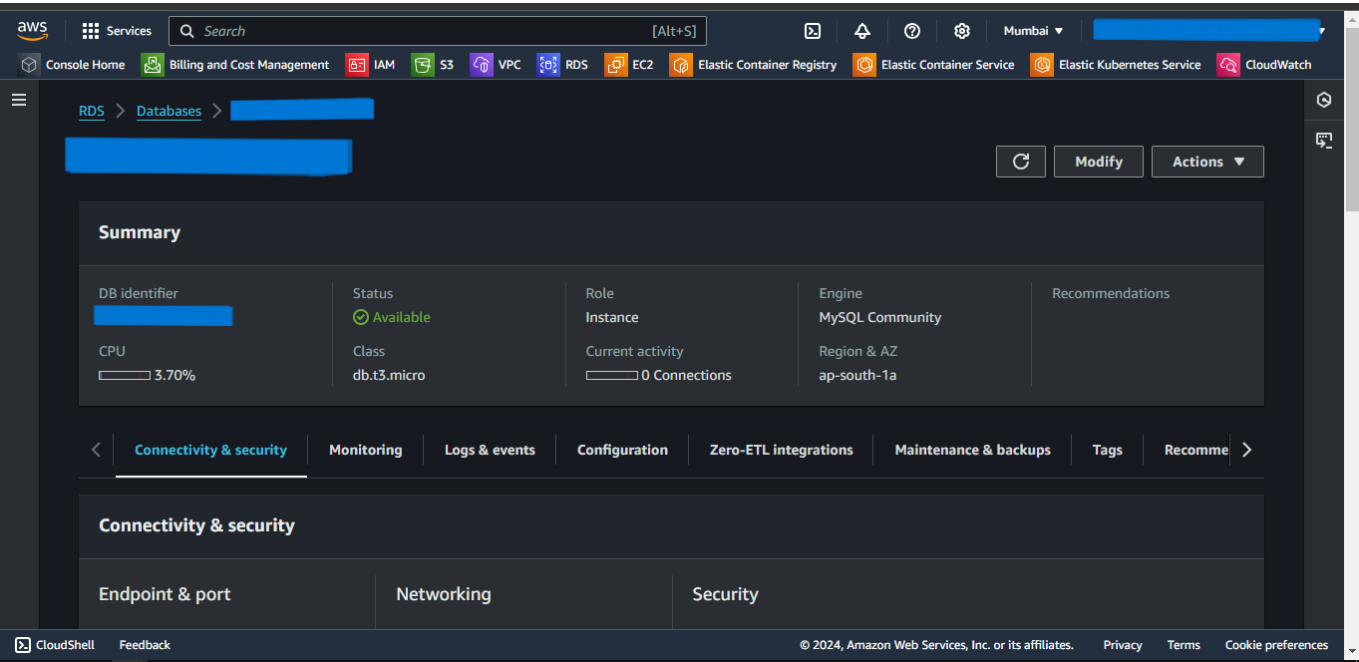 aws Services Search [Alt+S] Mumbai
Console Home Billing and Cost Management IAM S3 VPC RDS EC2 Elastic Container Registry Elastic Container Service Elastic Kubernetes Service CloudWatch
RDS Databases
Modify Actions
Summary
DB identifier Status Role Engine Recommendations
Available Instance MySQL Community
CPU Class Current activity Region & AZ
3.70% db.t3.micro 0 Connections ap-south-1a
Connectivity & security Monitoring Logs & events Configuration Zero-ETL integrations Maintenance & backups Tags Recomme
Connectivity & security
Endpoint & port Networking Security
CloudShell Feedback © 2024, Amazon Web Services, Inc. or its affiliates. Privacy Terms Cookie preferences